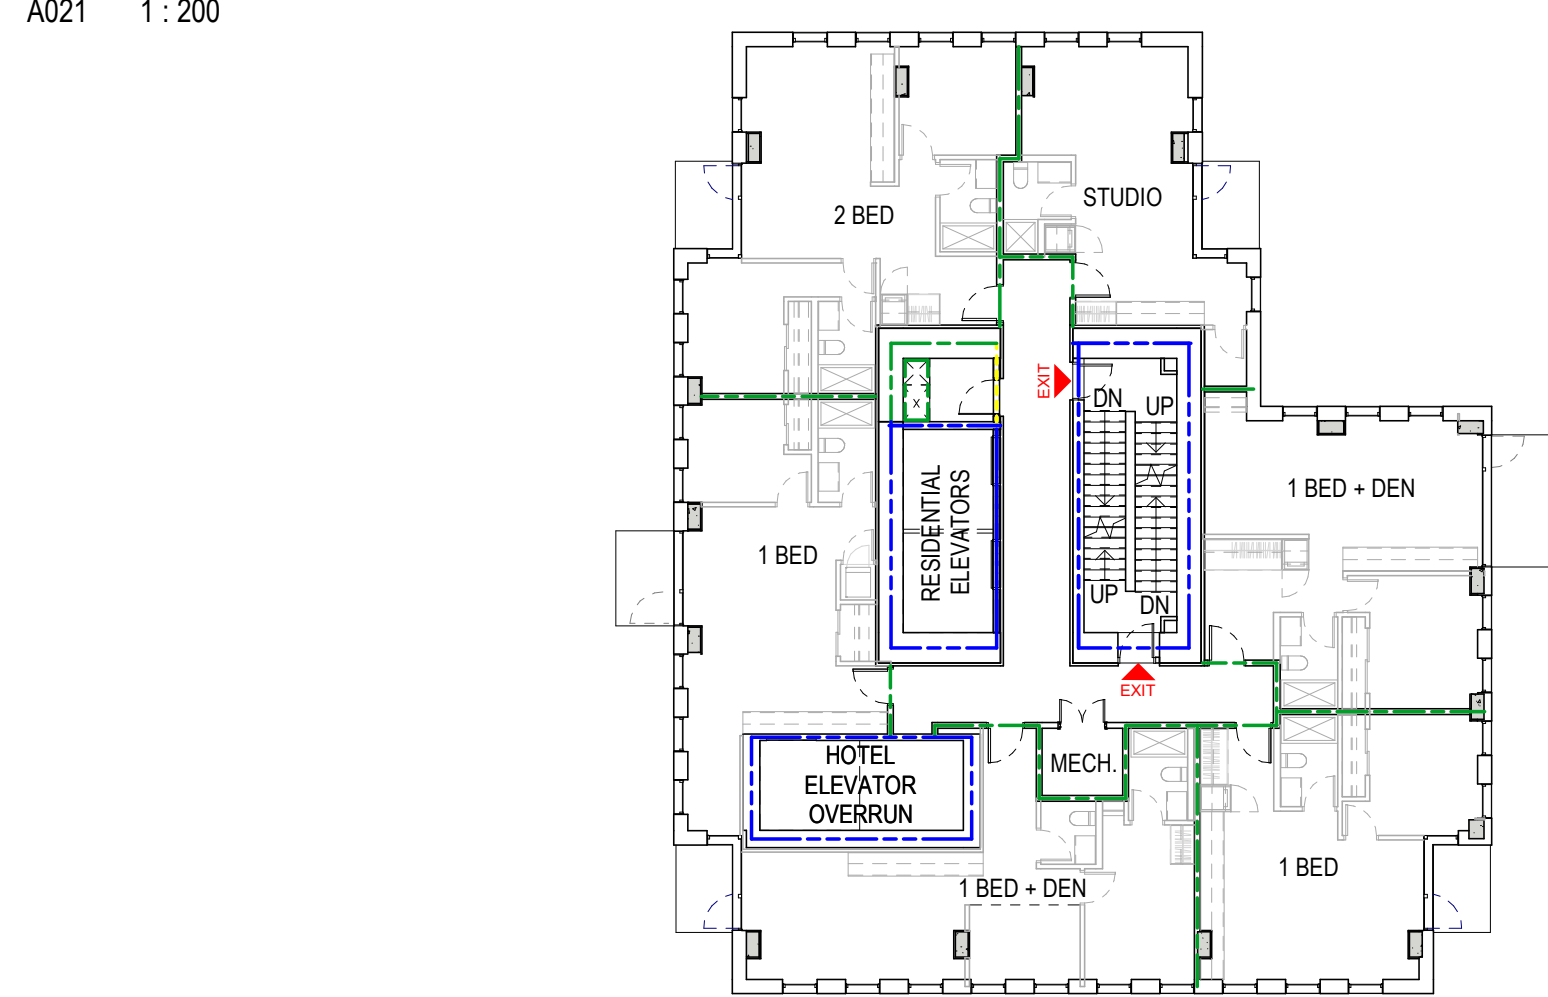 A021 1 : 200
2 BED
STUDIO
EXIT
DN
UP
X
RESIDENTIAL
ELEVATORS
1 BED + DEN
1 BED
UP
DN
EXIT
HOTEL
ELEVATOR
OVERRUN
MECH.
1 BED + DEN
1 BED